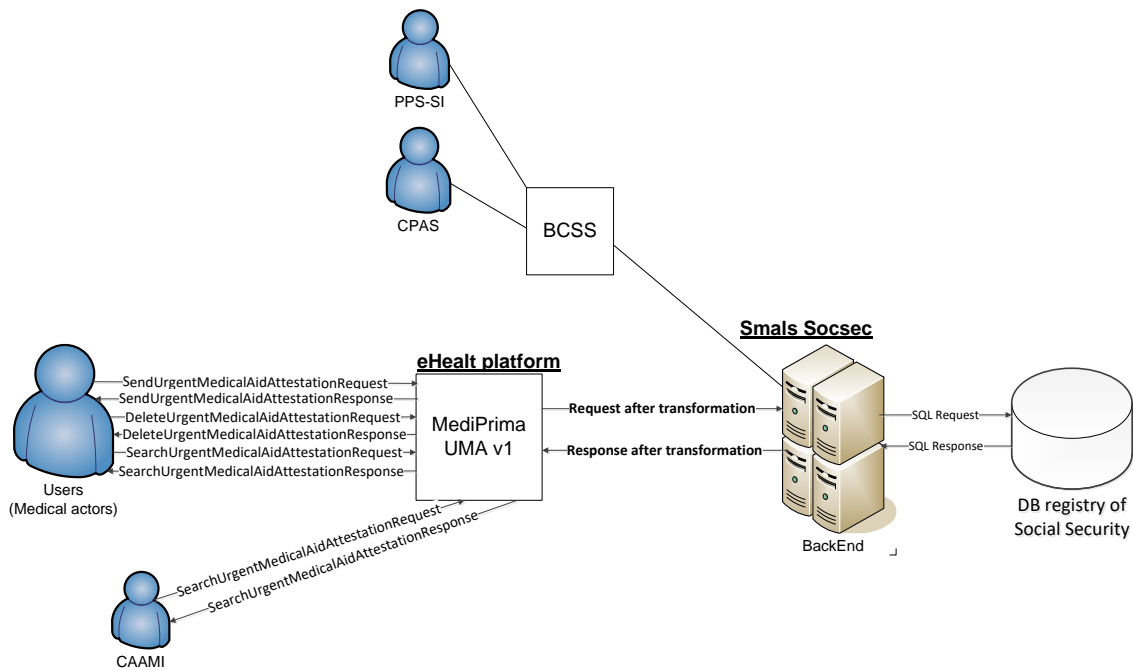 PPS-SI
CPAS
BCSS
Smals Socsec
eHealt platform
SendUrgentMedicalAidAttestationRequest
SendUrgentMedicalAidAttestationResponse
DeleteUrgentMedicalAidAttestationRequest
DeleteUrgentMedicalAidAttestationResponse
SearchUrgentMedicalAidAttestationRequest
SearchUrgentMedicalAidAttestationResponse
Users
(Medical actors)
MediPrima
UMA v1
Request after transformation
Response after transformation
SQL Request
SQL Response
BackEnd
DB registry of
Social Security
SearchUrgentMedicalAidAttestationRequest
SearchUrgentMedicalAidAttestationResponse
CAAMI